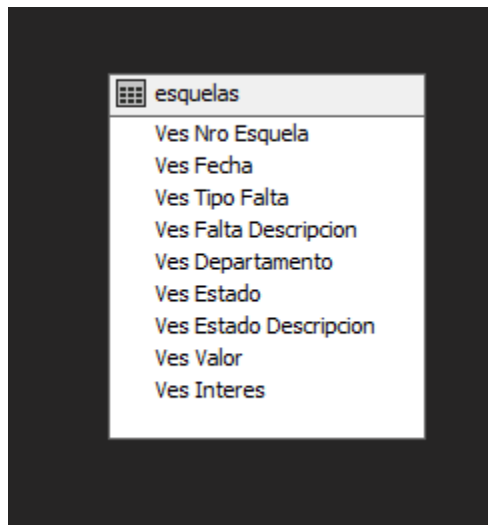 esquelas
Ves Nro Esquela
Ves Fecha
Ves Tipo Falta
Ves Falta Descripcion
Ves Departamento
Ves Estado
Ves Estado Descripcion
Ves Valor
Ves Interes